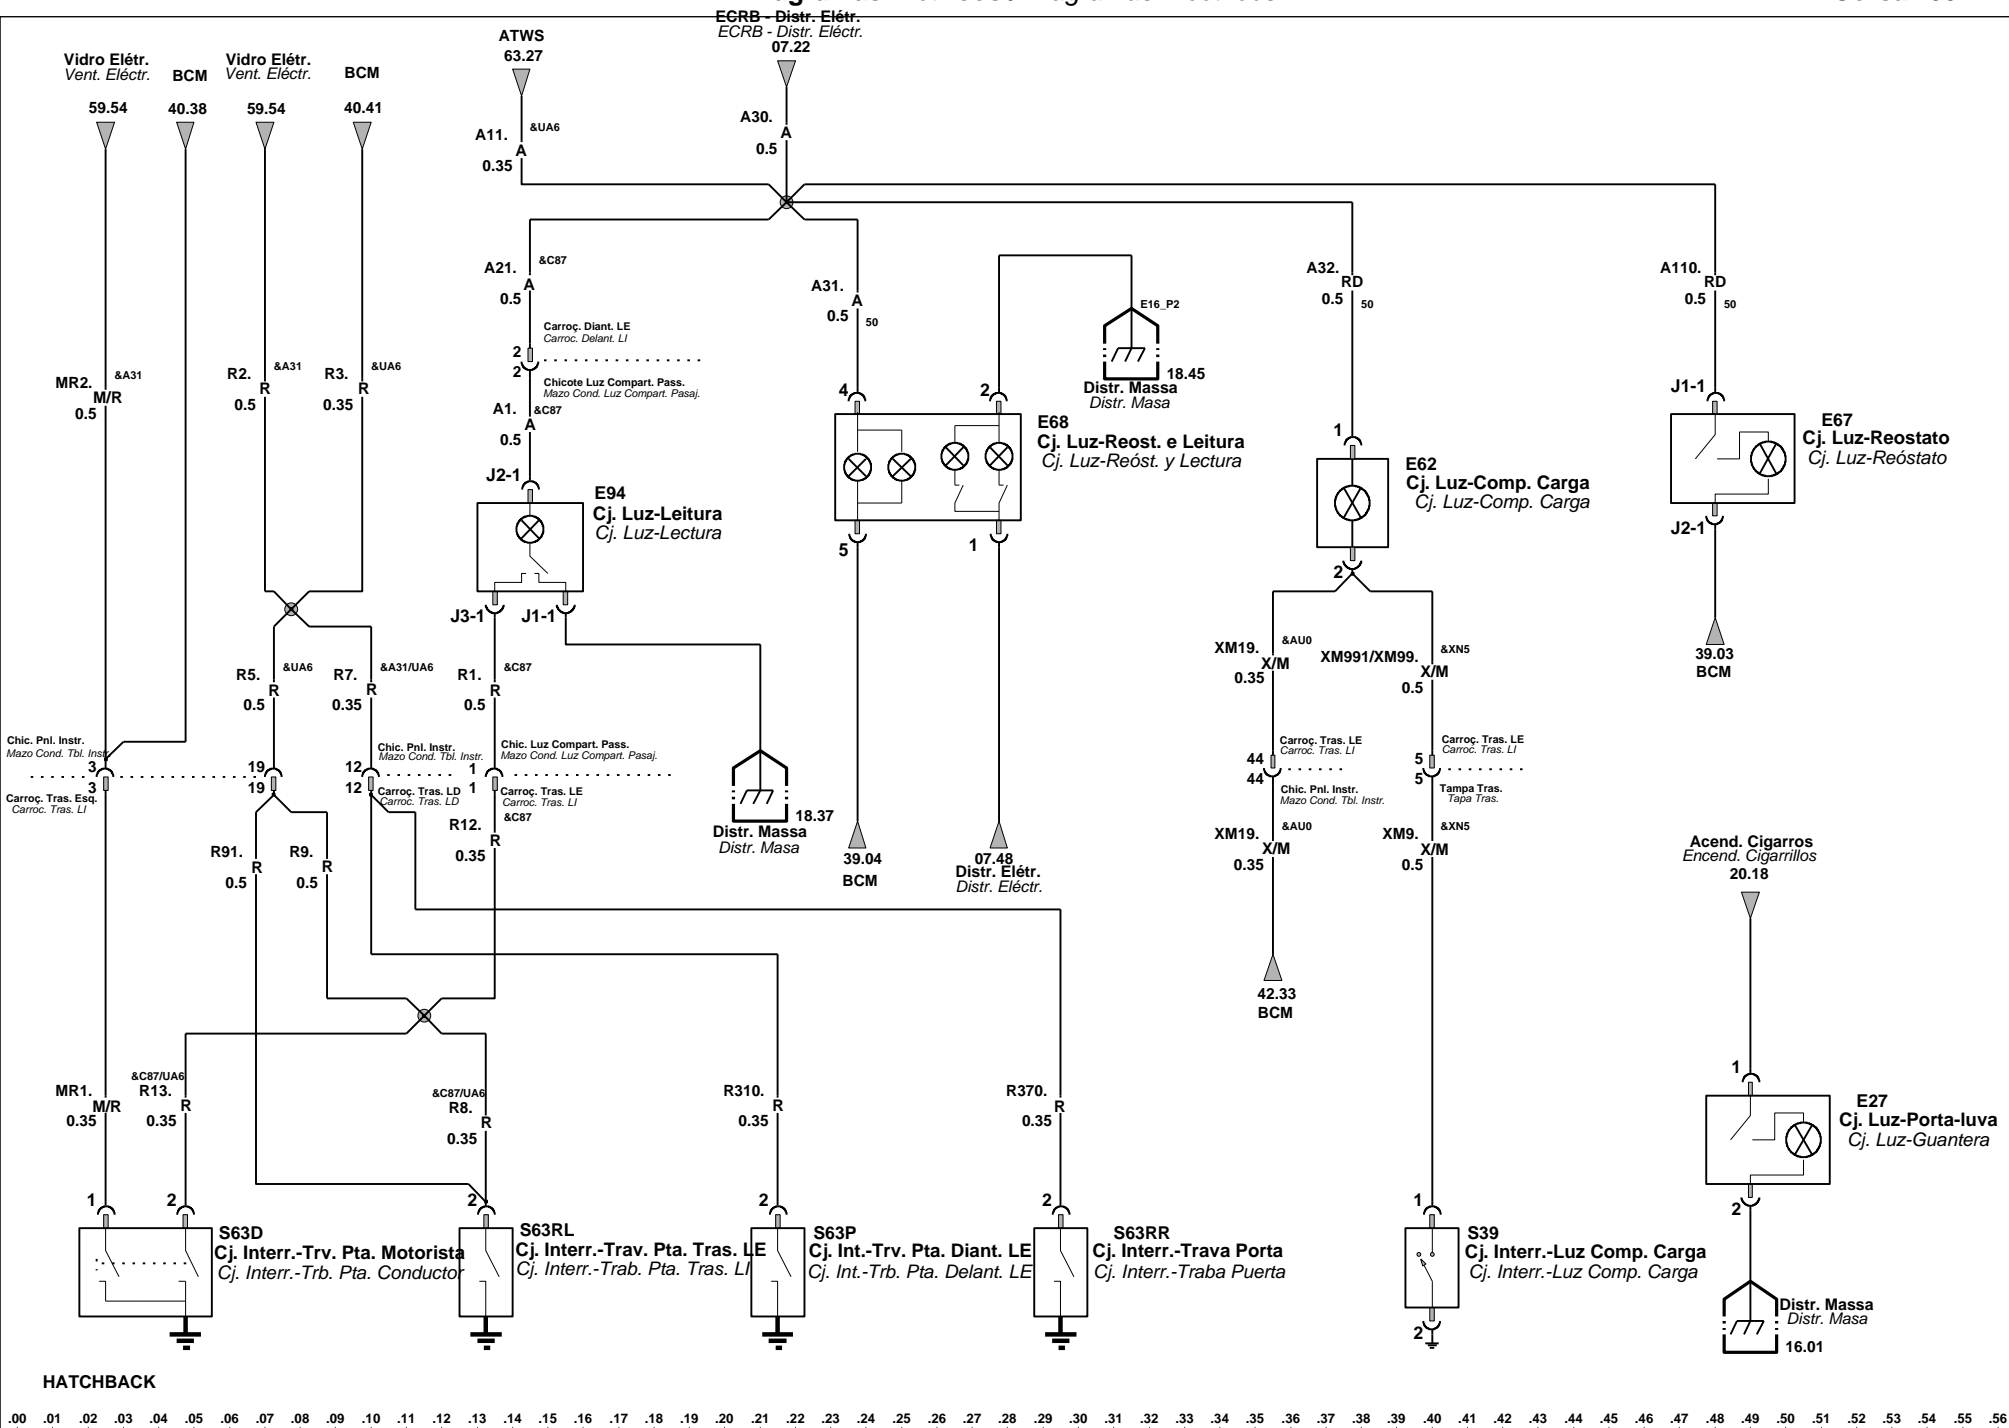 ECRB - Distr. Elétr.
ECRB - Distr. Eléctr.
07.22
ATWS
63.27
Vidro Elétr.
Vent. Eléctr.
59.54
BCM
40.38
Vidro Elétr.
Vent. Eléctr.
59.54
BCM
40.41
A11.
&UA6
A
0.35
A30.
A
0.5
A21.
&C87
A
0.5
Carroç. Diant. LE
Carroc. Delant. LI
2
2
Chicote Luz Compart. Pass.
Mazo Cond. Luz Compart. Pasaj.
A1.
&C87
A
0.5
J2-1
E94
Cj. Luz-Leitura
Cj. Luz-Lectura
J3-1
J1-1
A31.
A
0.5
50
4
2
E16_P2
18.45
Distr. Massa
Distr. Masa
E68
Cj. Luz-Reost. e Leitura
Cj. Luz-Reóst. y Lectura
5
1
A32.
RD
0.5
50
1
E62
Cj. Luz-Comp. Carga
Cj. Luz-Comp. Carga
2
A110.
RD
0.5
50
J1-1
E67
Cj. Luz-Reostato
Cj. Luz-Reóstato
J2-1
39.03
BCM
MR2.
&A31
M/R
0.5
R2.
&A31
R
0.5
R3.
&UA6
R
0.35
R5.
&UA6
R
0.5
R7.
&A31/UA6
R
0.35
R1.
&C87
R
0.5
XM19.
&AU0
X/M
0.35
XM991/XM99.
&XN5
X/M
0.5
Chic. Pnl. Instr.
Mazo Cond. Tbl. Instr.
3
3
Carroç. Tras. Esq.
Carroc. Tras. LI
19
19
12
12
Chic. Pnl. Instr.
Mazo Cond. Tbl. Instr.
Carroç. Tras. LD
Carroc. Tras. LD
1
1
Chic. Luz Compart. Pass.
Mazo Cond. Luz Compart. Pasaj.
Carroç. Tras. LE
Carroc. Tras. LI
&C87
R12.
R
0.35
18.37
Distr. Massa
Distr. Masa
39.04
BCM
07.48
Distr. Elétr.
Distr. Eléctr.
Carroç. Tras. LE
Carroc. Tras. LI
44
44
Chic. Pnl. Instr.
Mazo Cond. Tbl. Instr.
XM19.
&AU0
X/M
0.35
42.33
BCM
Carroç. Tras. LE
Carroc. Tras. LI
5
5
Tampa Tras.
Tapa Tras.
XM9.
&XN5
X/M
0.5
Acend. Cigarros
Encend. Cigarrillos
20.18
R91.
R
0.5
R9.
R
0.5
MR1.
M/R
0.35
&C87/UA6
R13.
R
0.35
&C87/UA6
R8.
R
0.35
R310.
R
0.35
R370.
R
0.35
1
E27
Cj. Luz-Porta-luva
Cj. Luz-Guantera
2
1
2
S63D
Cj. Interr.-Trv. Pta. Motorista
Cj. Interr.-Trb. Pta. Conductor
2
S63RL
Cj. Interr.-Trav. Pta. Tras. LE
Cj. Interr.-Trab. Pta. Tras. LI
2
S63P
Cj. Int.-Trv. Pta. Diant. LE
Cj. Int.-Trb. Pta. Delant. LE
2
S63RR
Cj. Interr.-Trava Porta
Cj. Interr.-Traba Puerta
1
S39
Cj. Interr.-Luz Comp. Carga
Cj. Interr.-Luz Comp. Carga
2
Distr. Massa
Distr. Masa
16.01
HATCHBACK
.00 .01 .02 .03 .04 .05 .06 .07 .08 .09 .10 .11 .12 .13 .14 .15 .16 .17 .18 .19 .20 .21 .22 .23 .24 .25 .26 .27 .28 .29 .30 .31 .32 .33 .34 .35 .36 .37 .38 .39 .40 .41 .42 .43 .44 .45 .46 .47 .48 .49 .50 .51 .52 .53 .54 .55 .56